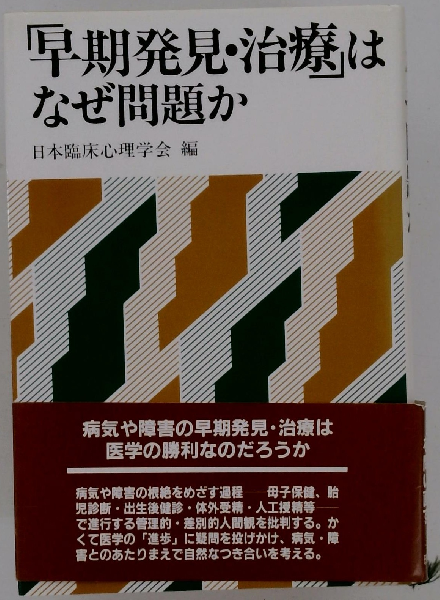 「早期発見・治療」は
なぜ問題か
日本臨床心理学会 編
病気や障害の早期発見・治療は
医学の勝利なのだろうか
病気や障害の根絶をめざす過程──母子保健、胎
児診断・出生後健診・体外受精・人工授精等──
で進行する管理的・差別的人間観を批判する。か
くて医学の「進歩」に疑問を投げかけ、病気・障
害とのあたりまえで自然なつき合いを考える。